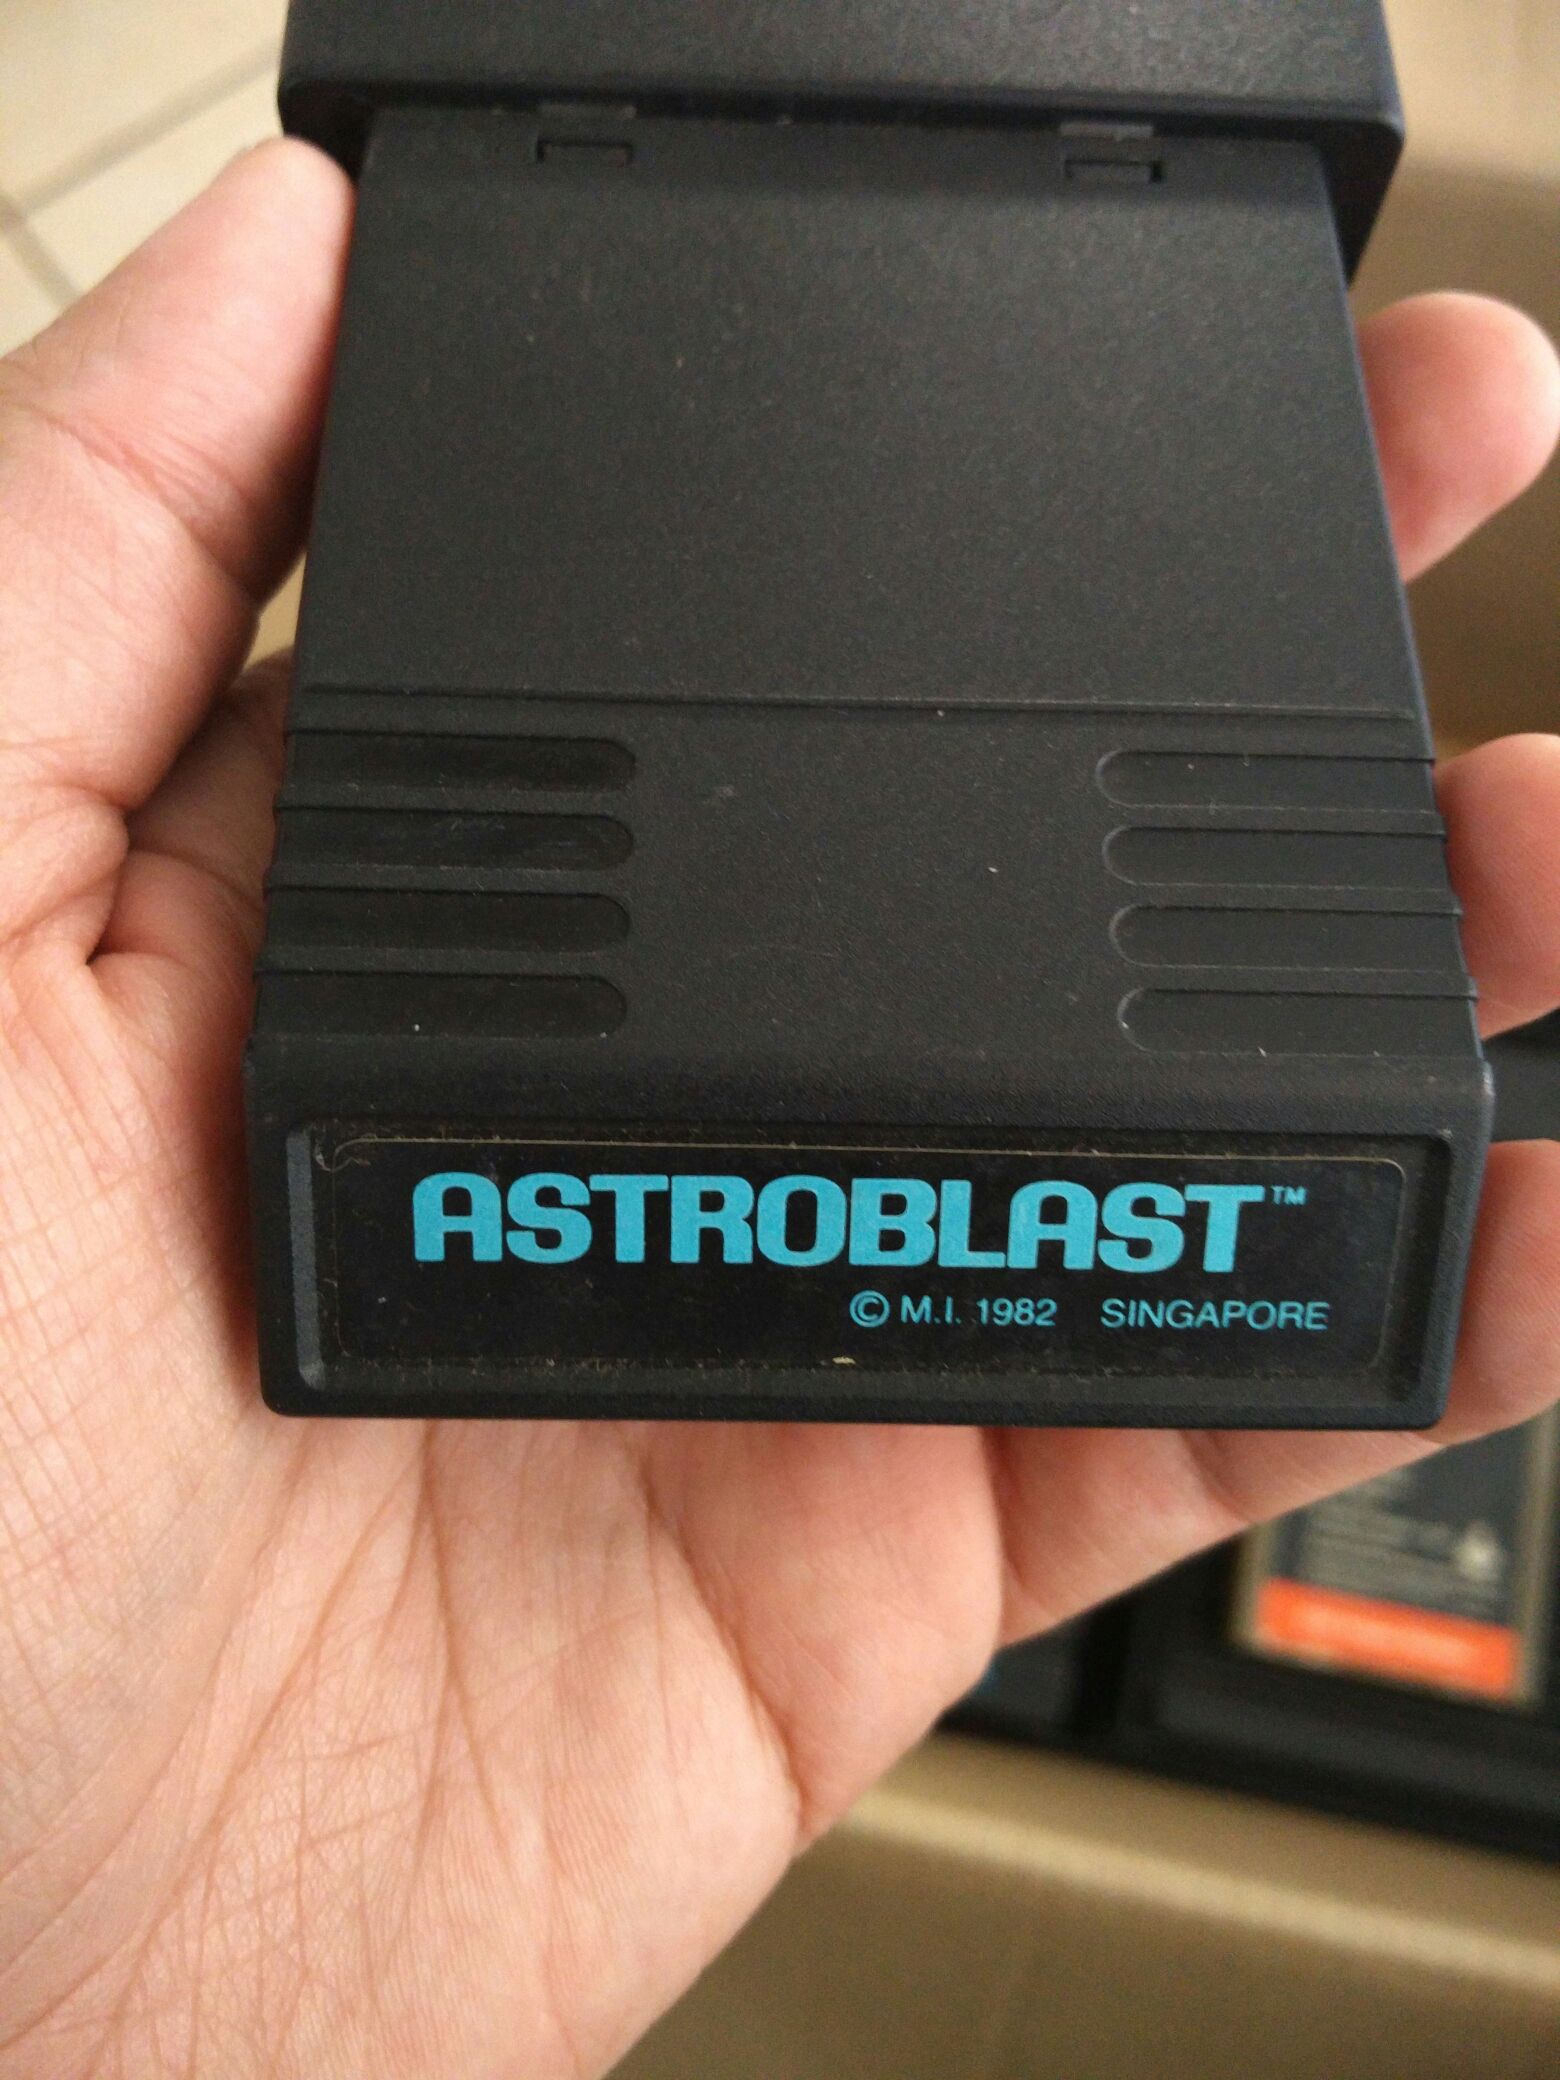 ASTROBLAST™
© M.I. 1982 SINGAPORE